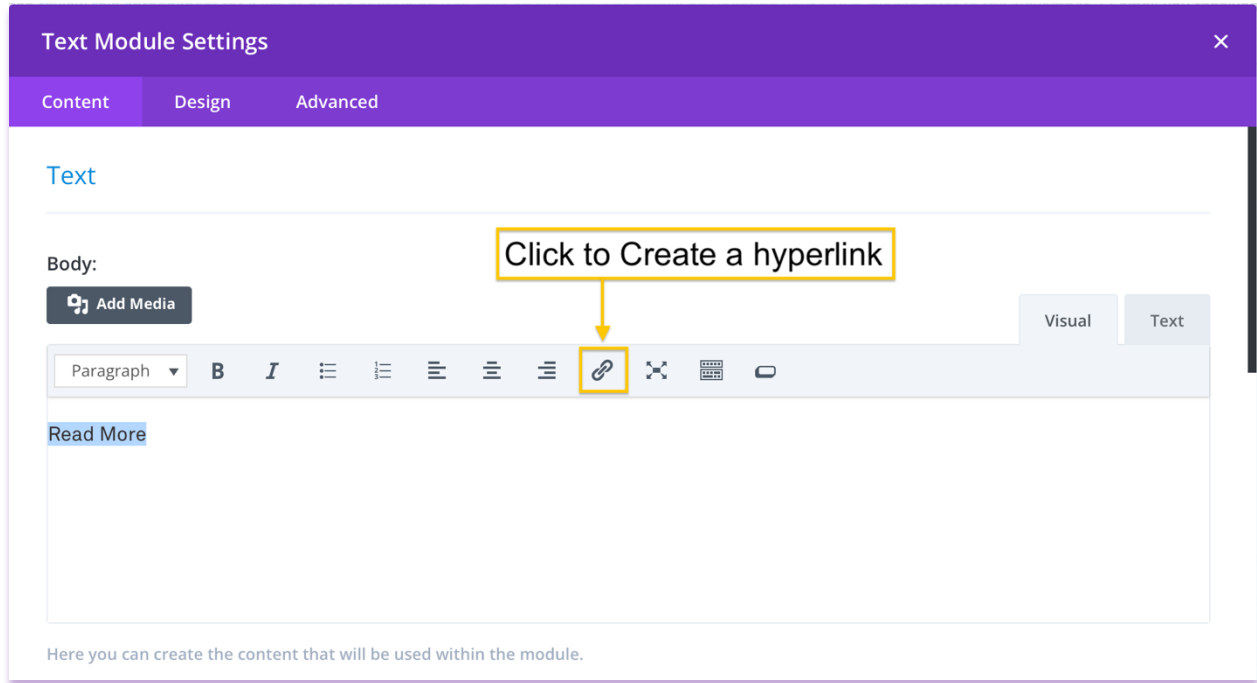 Text Module Settings
Content Design Advanced
Text
Click to Create a hyperlink
Body:
Add Media
Visual Text
Paragraph B I
Read More
Here you can create the content that will be used within the module.